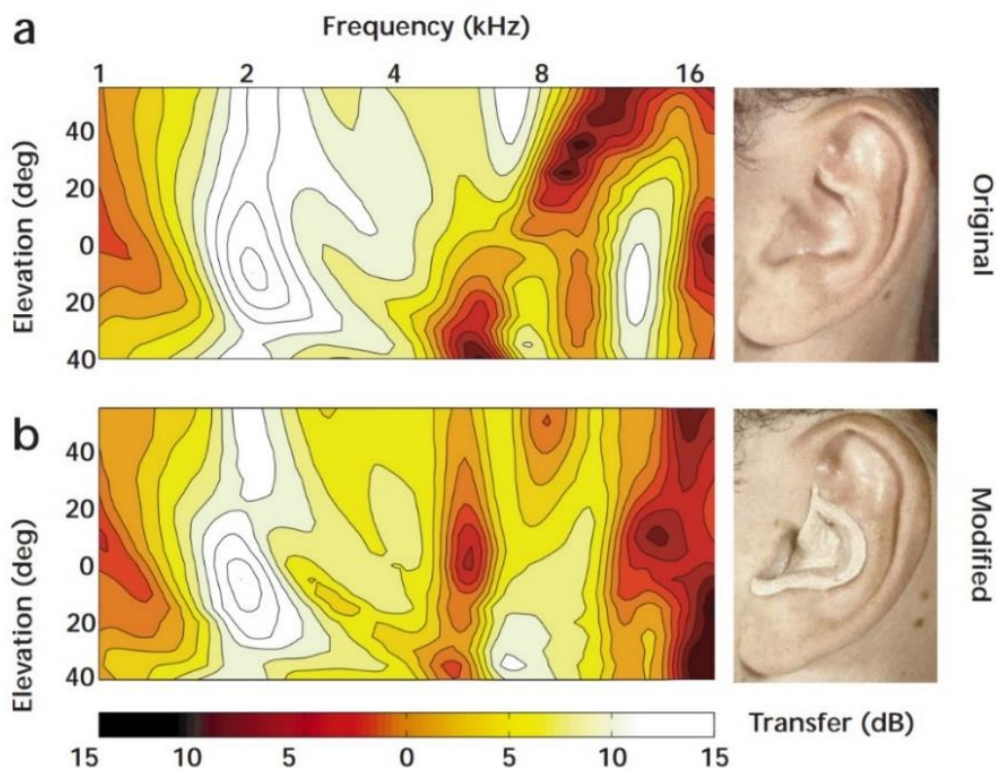 a
Frequency (kHz)
1 2 4 8 16
Elevation (deg)
40
20
0
20
40
Original
b
Elevation (deg)
40
20
0
20
40
Modified
15 10 5 0 5 10 15
Transfer (dB)